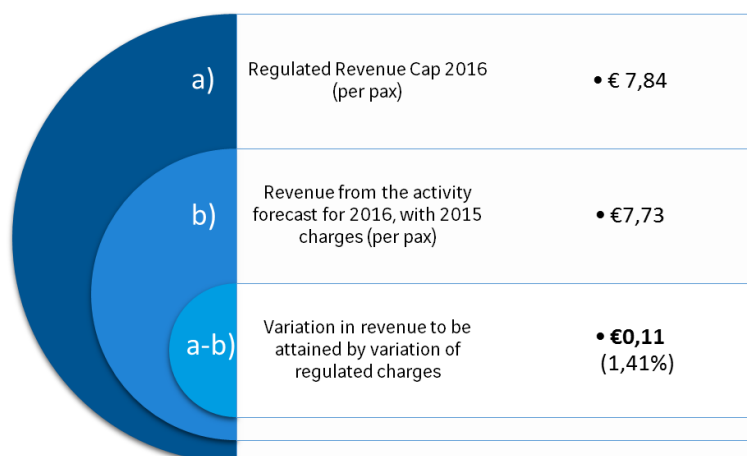 a)
Regulated Revenue Cap 2016
(per pax)
• € 7,84
b)
Revenue from the activity
forecast for 2016, with 2015
charges (per pax)
• €7,73
a-b)
Variation in revenue to be
attained by variation of
regulated charges
• €0,11
(1,41%)